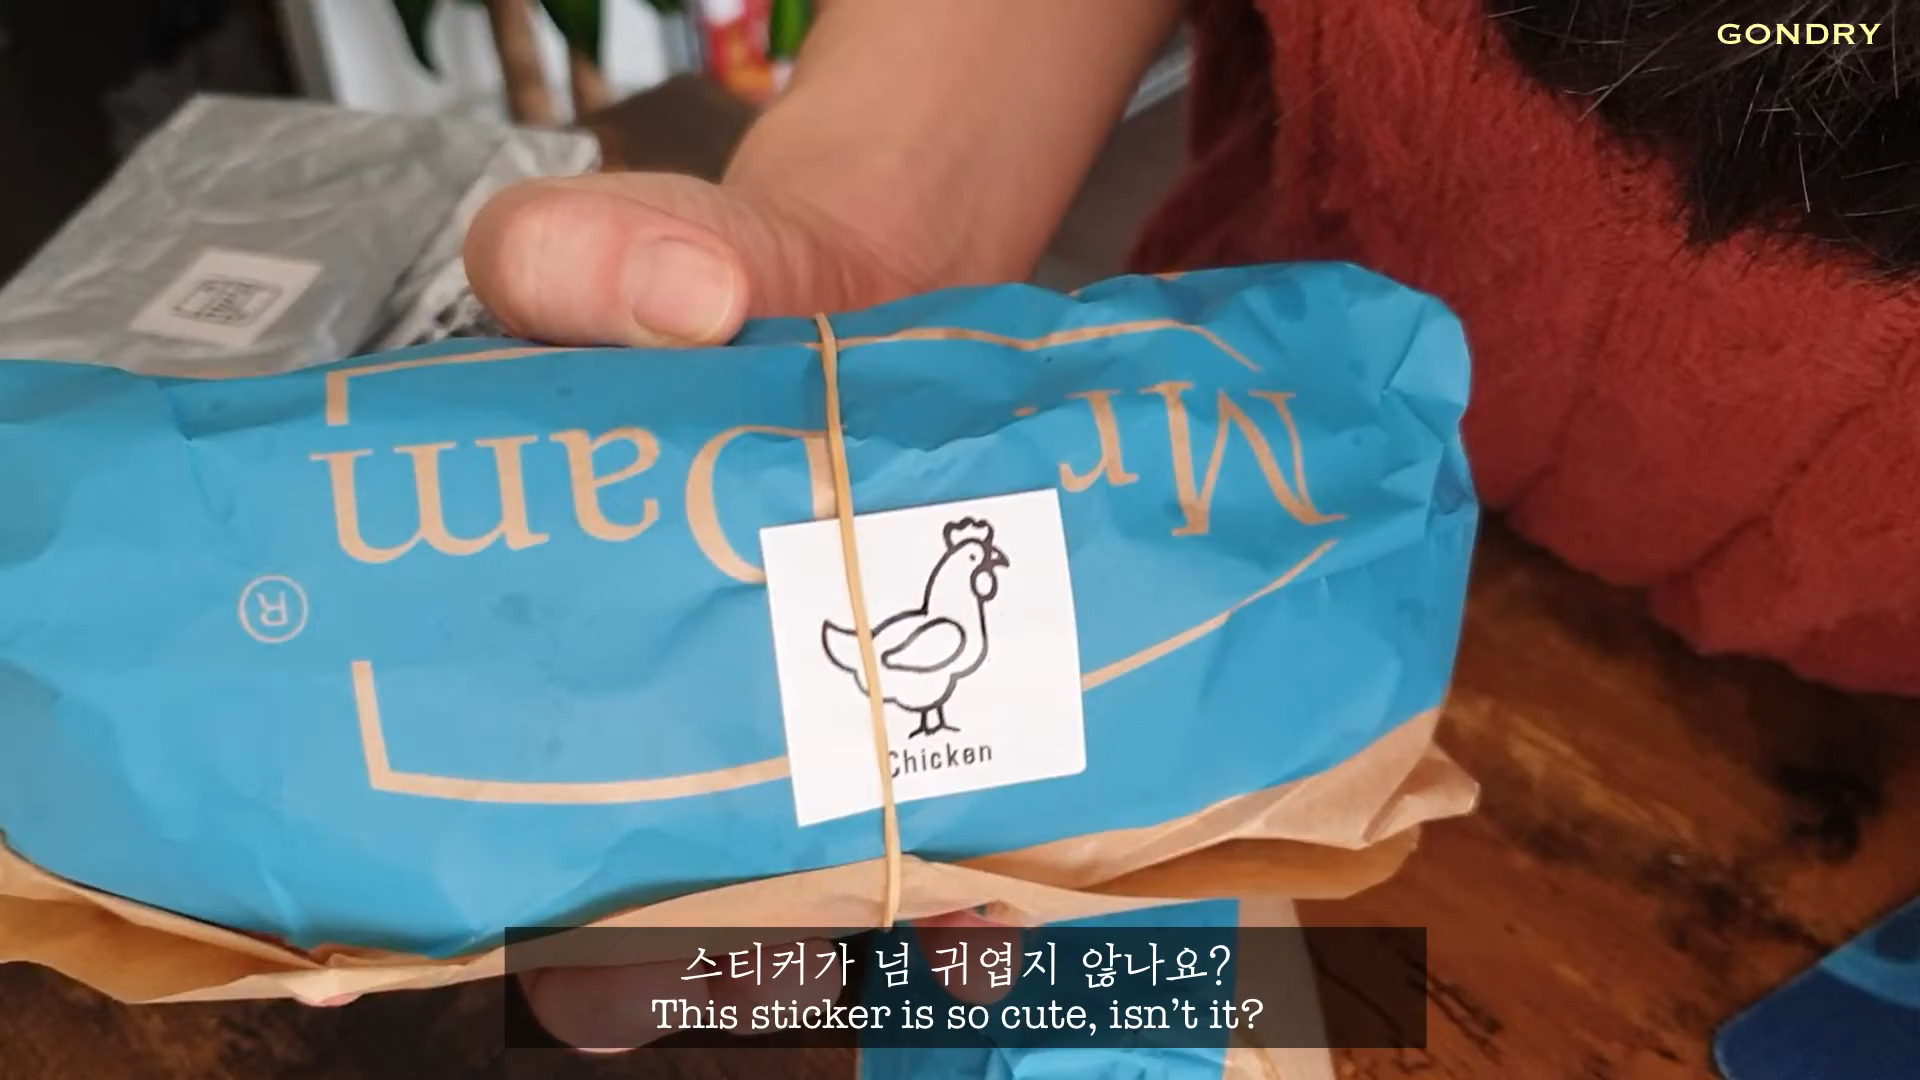 GONDRY
Mr. Dam
®
Chicken
스티커가 넘 귀엽지 않나요?
This sticker is so cute, isn't it?